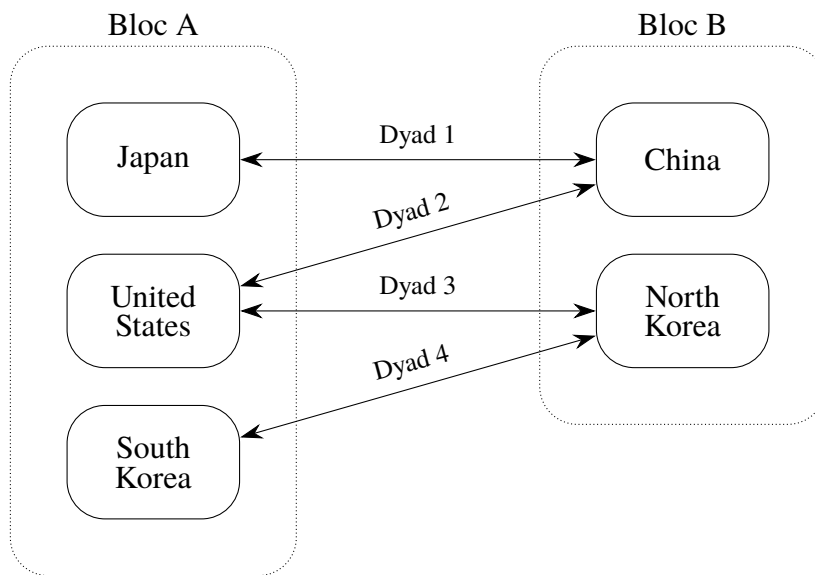 Bloc A
Bloc B
Japan
Dyad 1
China
Dyad 2
United
States
Dyad 3
North
Korea
Dyad 4
South
Korea